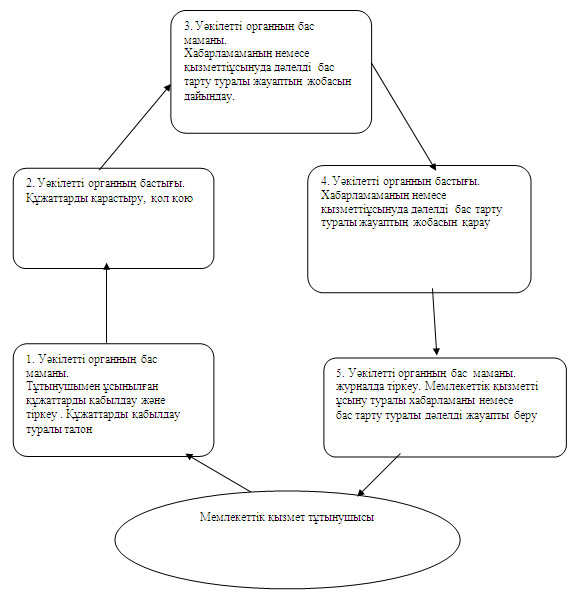 3. Уәкілетті органның бас
маманы.
Хабарламаның немесе
қызметтіұсынуда дәлелді бас
тарту туралы жауаптың жобасын
дайындау.
2. Уәкілетті органның бастығы.
Құжаттарды қарастыру, қол қою
4. Уәкілетті органның бастығы.
Хабарламаның немесе
қызметтіұсынуда дәлелді бас тарту
туралы жауаптың жобасын қарау
1. Уәкілетті органның бас
маманы.
Тұтынушымен ұсынылған
құжаттарды қабылдау және
тіркеу . Құжаттарды қабылдау
туралы талон
5. Уәкілетті органның бас маманы.
журналда тіркеу. Мемлекеттік қызметті
ұсыну туралы хабарламаны немесе
бас тарту туралы дәлелді жауапты беру
Мемлекеттік қызмет тұтынушысы